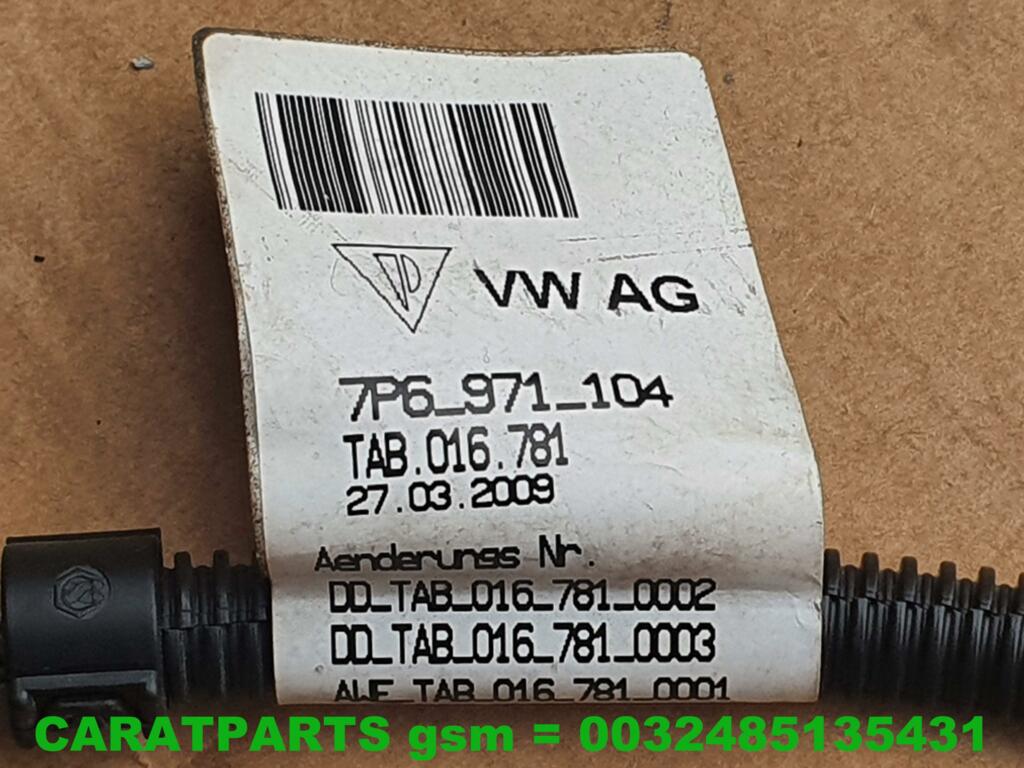 VW AG
7P6_971_104
TAB.016.781
27.03.2009
Aenderungs Nr.
DD_TAB_016_781_0002
DD_TAB_016_781_0003
AWE_TAB_016_781_0001
CARATPARTS gsm = 0032485135431